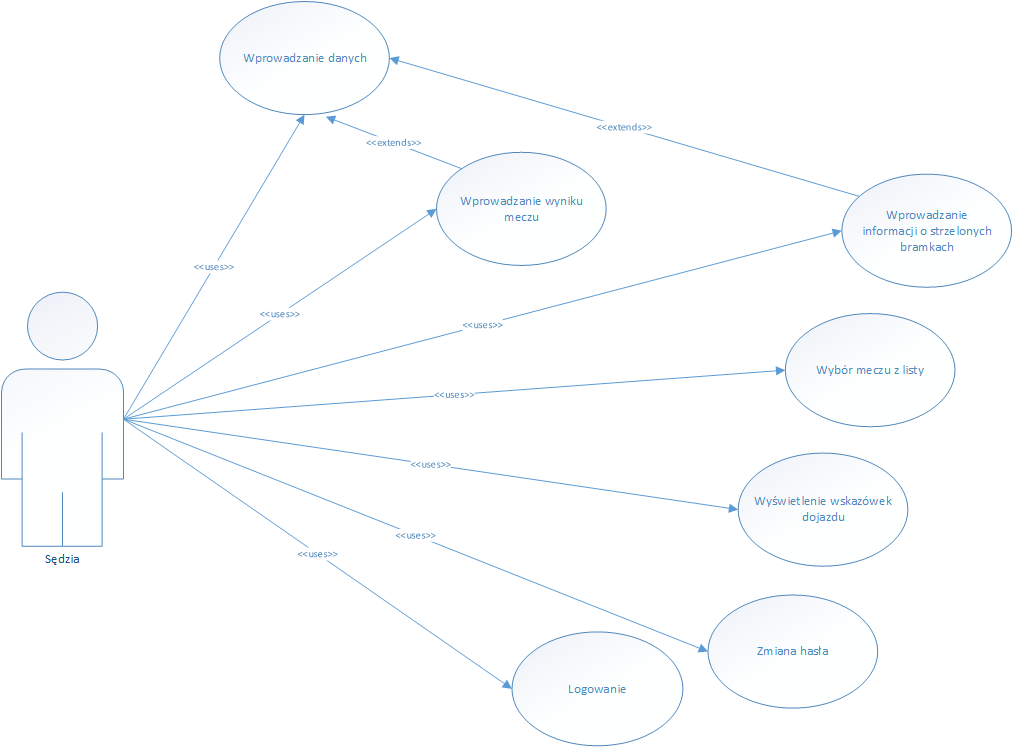 Wprowadzanie danych
<<extends>>
<<extends>>
Wprowadzanie wyniku
meczu
Wprowadzanie
informacji o strzelonych
bramkach
<<uses>>
<<uses>>
<<uses>>
Wybór meczu z listy
<<uses>>
<<uses>>
Wyświetlenie wskazówek
dojazdu
<<uses>>
<<uses>>
Sędzia
Zmiana hasła
Logowanie